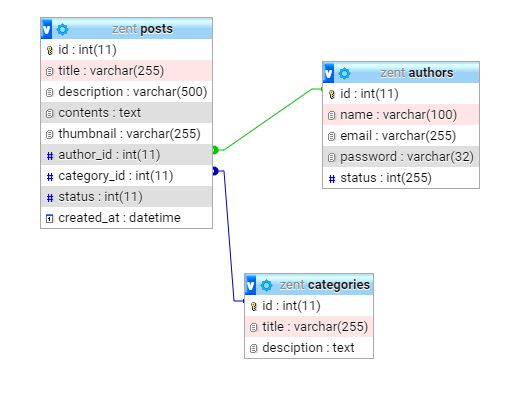 v zent posts
id : int(11)
title : varchar(255)
description : varchar(500)
contents : text
thumbnail : varchar(255)
# author_id : int(11)
# category_id : int(11)
# status : int(11)
created_at : datetime
v zent authors
id : int(11)
name : varchar(100)
email : varchar(255)
password : varchar(32)
# status : int(255)
v zent categories
id : int(11)
title : varchar(255)
desciption : text